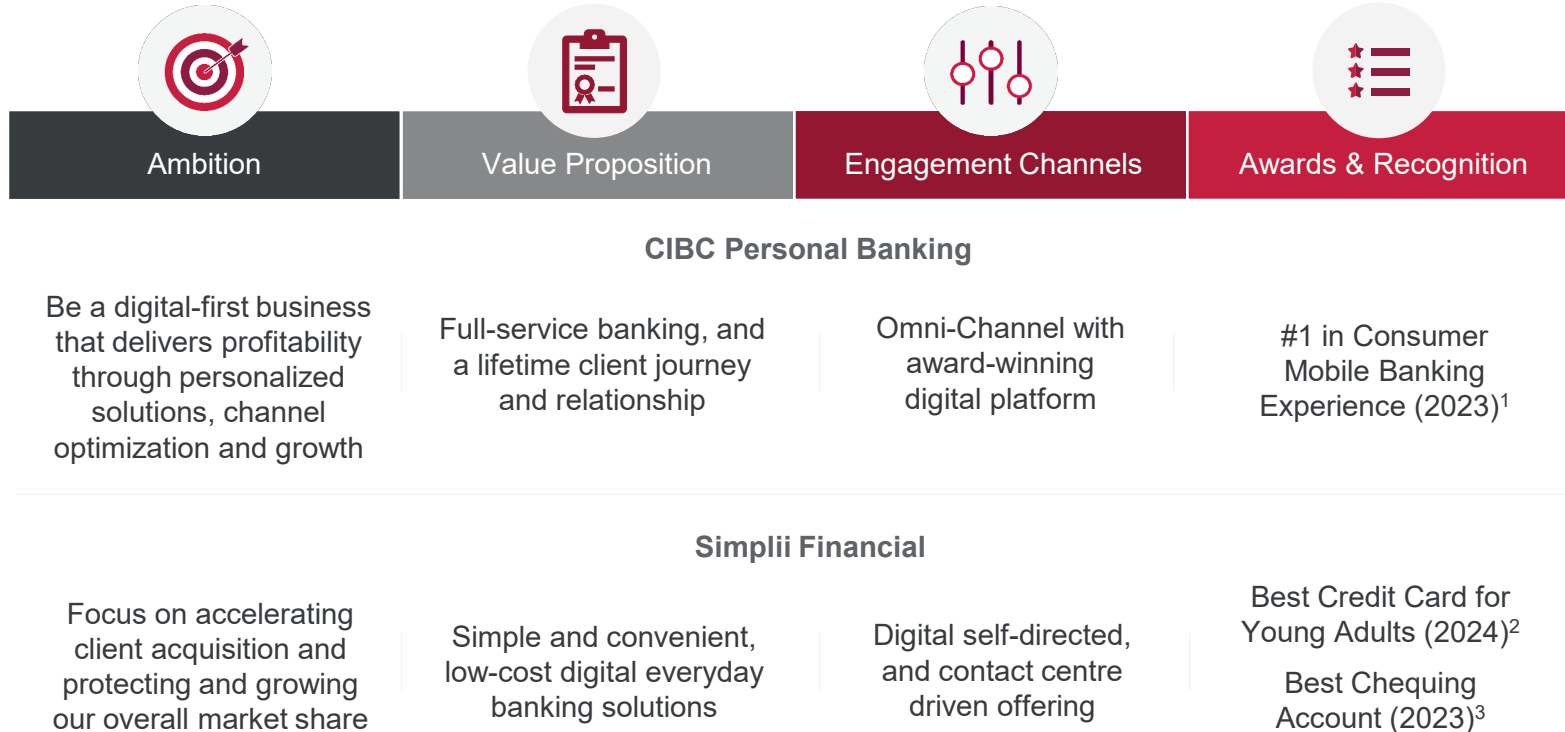 Ambition
Value Proposition
Engagement Channels
Awards & Recognition
CIBC Personal Banking
Be a digital-first business
that delivers profitability
through personalized
solutions, channel
optimization and growth
Full-service banking, and
a lifetime client journey
and relationship
Omni-Channel with
award-winning
digital platform
#1 in Consumer
Mobile Banking
Experience (2023)¹
Simplii Financial
Focus on accelerating
client acquisition and
protecting and growing
our overall market share
Simple and convenient,
low-cost digital everyday
banking solutions
Digital self-directed,
and contact centre
driven offering
Best Credit Card for
Young Adults (2024)²
Best Chequing
Account (2023)³